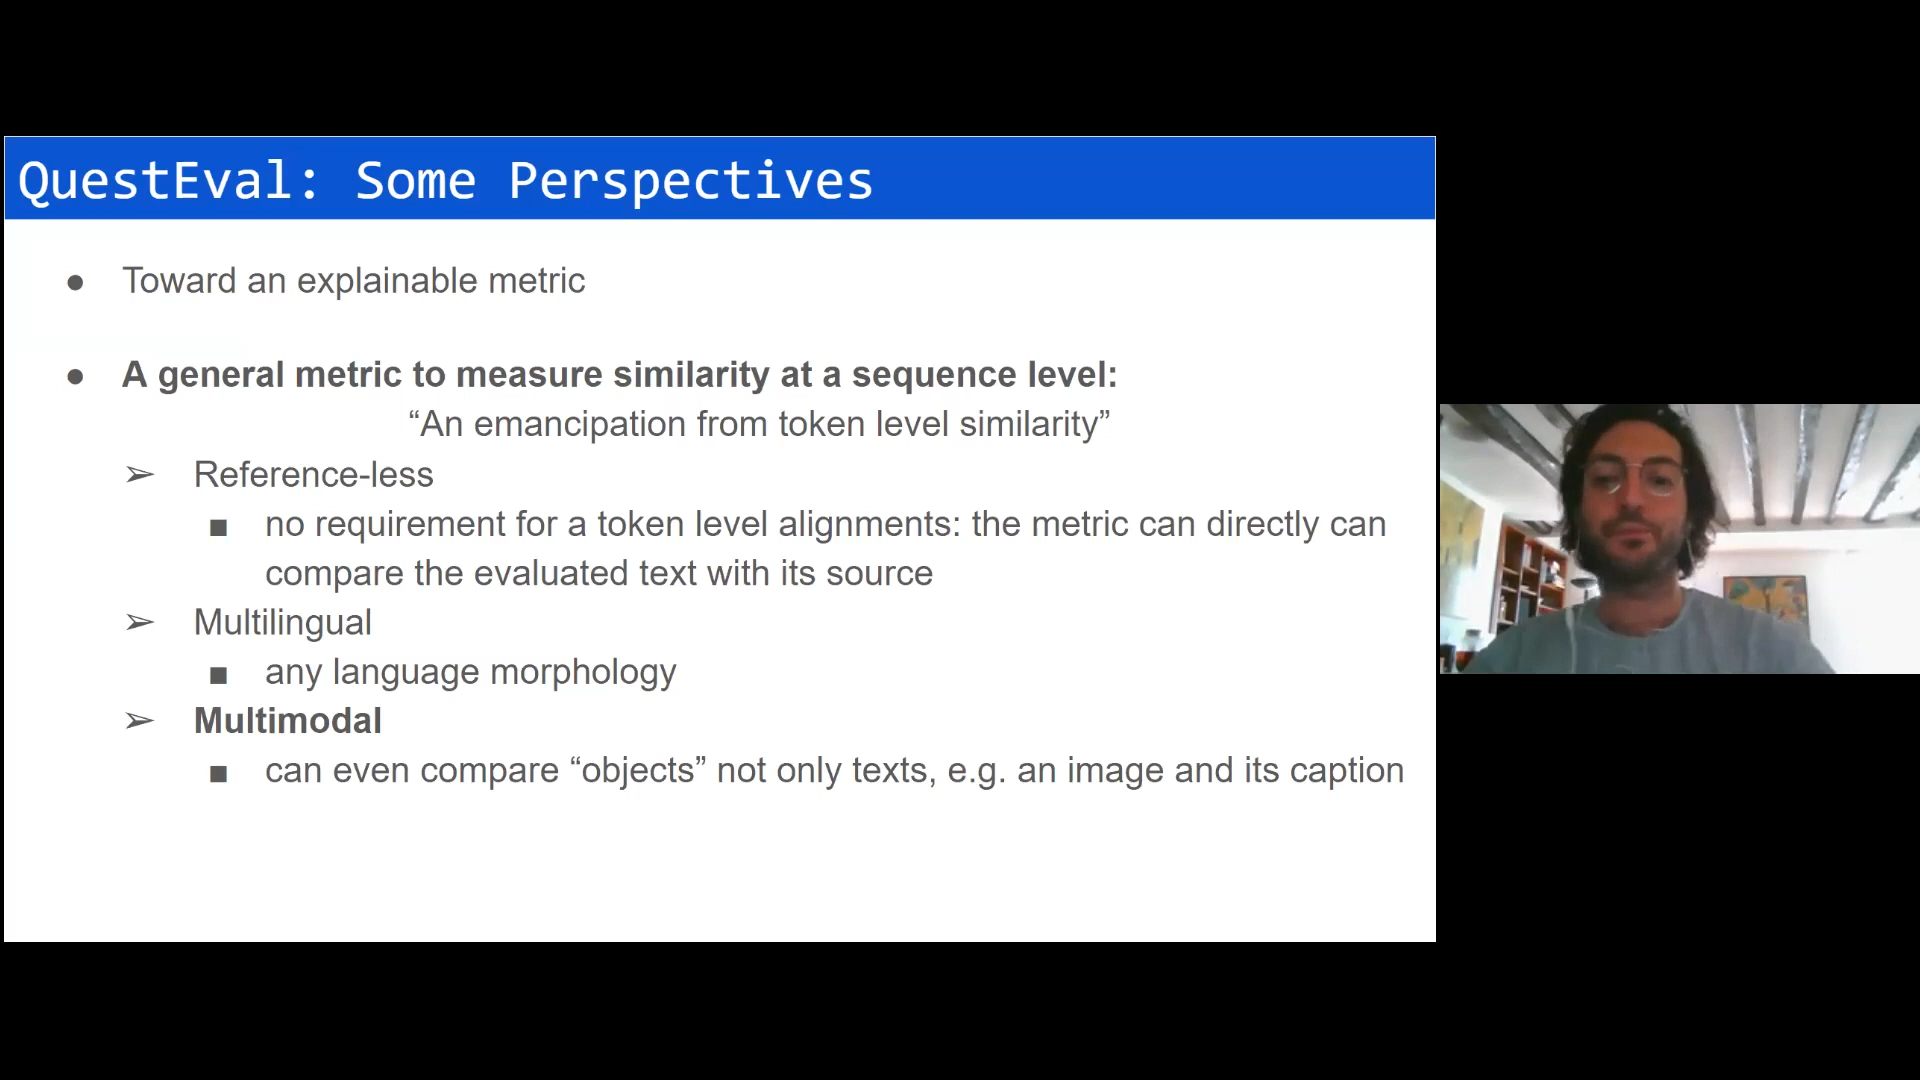 QuestEval: Some Perspectives
● Toward an explainable metric
● A general metric to measure similarity at a sequence level:
“An emancipation from token level similarity”
➢ Reference-less
■ no requirement for a token level alignments: the metric can directly can
compare the evaluated text with its source
➢ Multilingual
■ any language morphology
➢ Multimodal
■ can even compare “objects” not only texts, e.g. an image and its caption